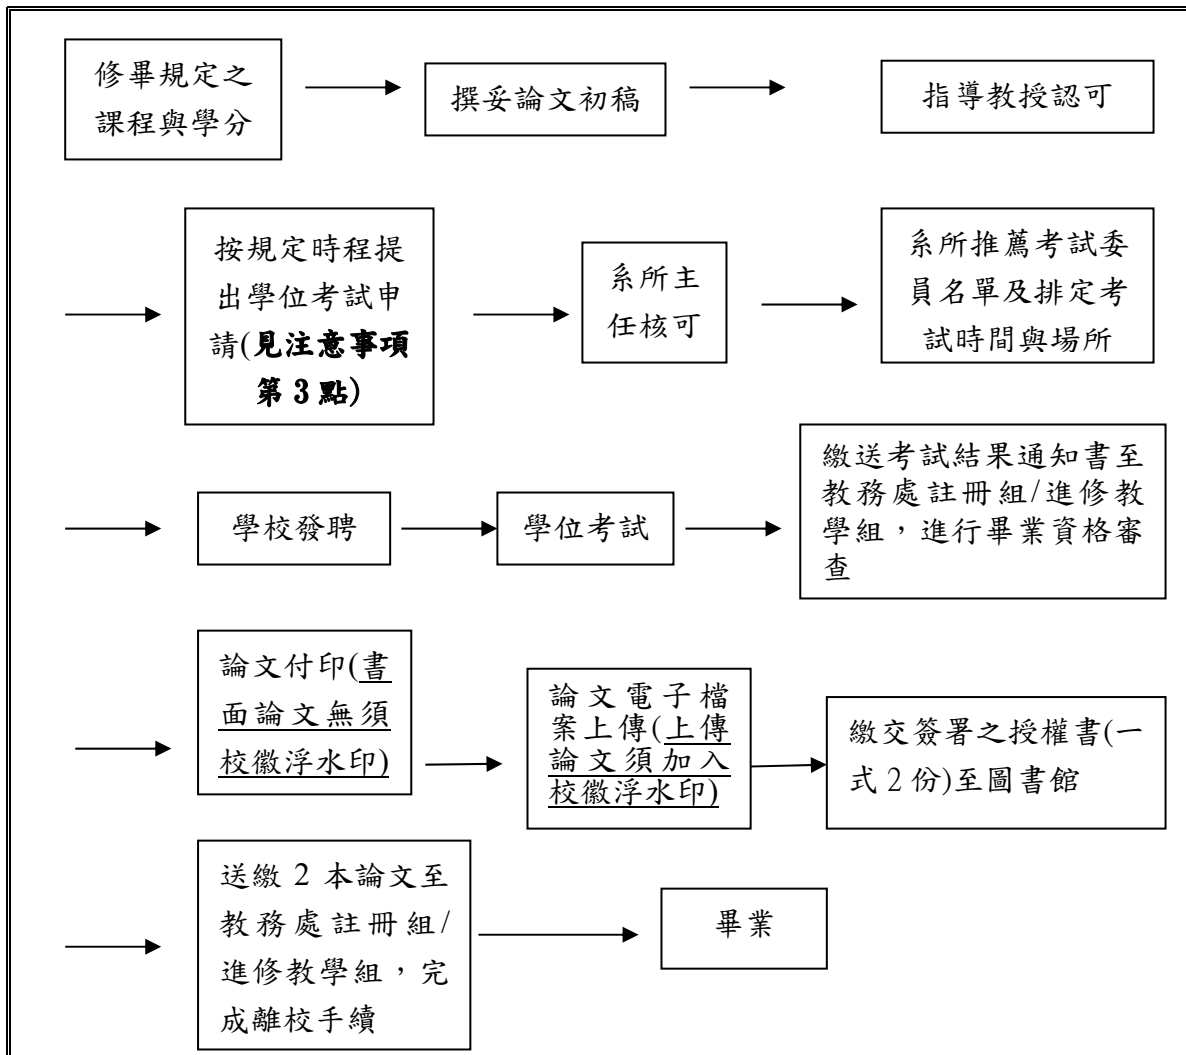 修畢規定之
課程與學分
撰妥論文初稿
指導教授認可
按規定時程提
出學位考試申
請(見注意事項
第 3 點)
系所主
任核可
系所推薦考試委
員名單及排定考
試時間與場所
學校發聘
學位考試
繳送考試結果通知書至
教務處註冊組/進修教
學組，進行畢業資格審
查
論文付印(書
面論文無須
校徽浮水印)
論文電子檔
案上傳(上傳
論文須加入
校徽浮水印)
繳交簽署之授權書(一
式 2 份)至圖書館
送繳 2 本論文至
教務處註冊組/
進修教學組，完
成離校手續
畢業